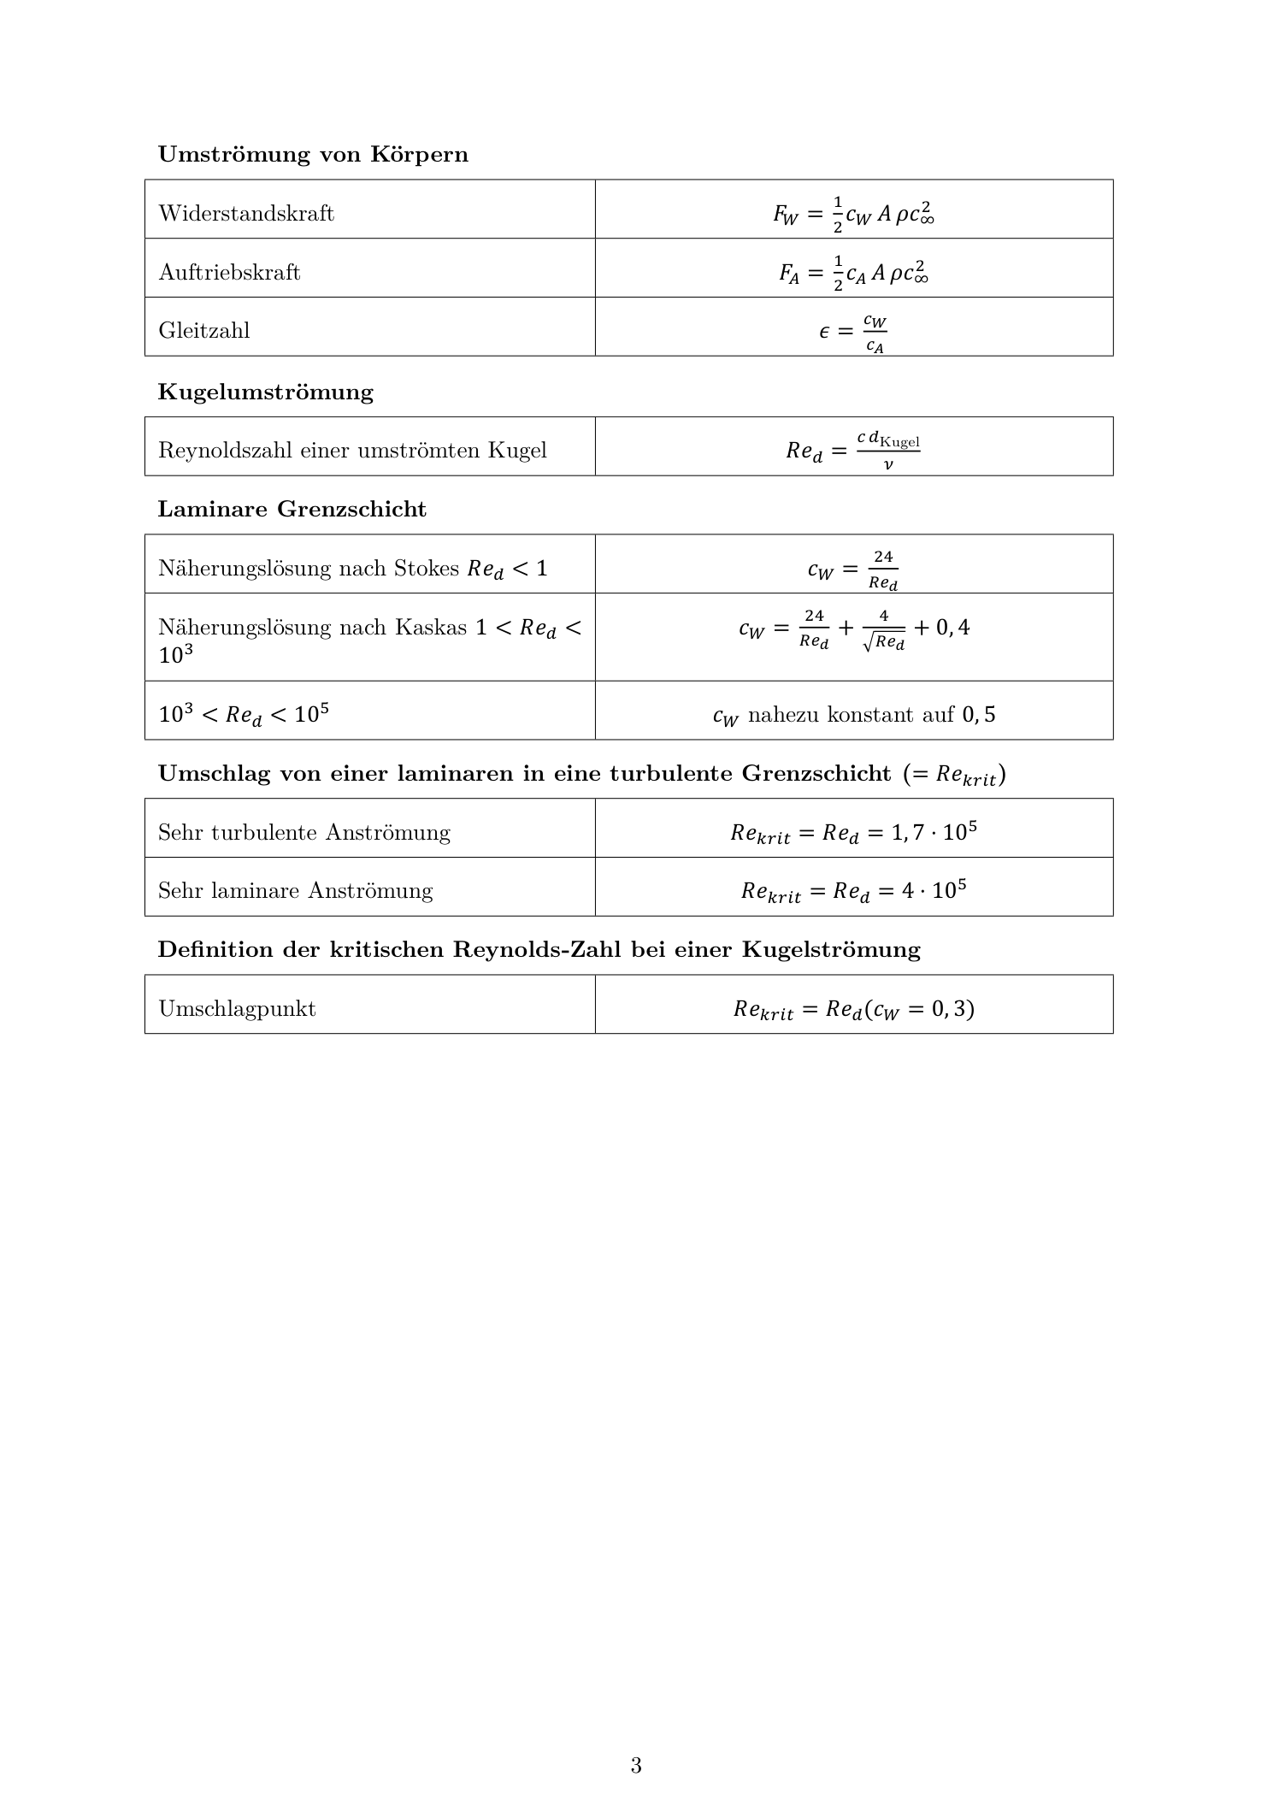 Umströmung von Körpern
Widerstandskraft $F_W = \frac{1}{2} c_W \, A \, \rho c_\infty^2$
Auftriebskraft $F_A = \frac{1}{2} c_A \, A \, \rho c_\infty^2$
Gleitzahl $\epsilon = \frac{c_W}{c_A}$
Kugelumströmung
Reynoldszahl einer umströmten Kugel $Re_d = \frac{c \, d_{\text{Kugel}}}{\nu}$
Laminare Grenzschicht
Näherungslösung nach Stokes $Re_d < 1$ $c_W = \frac{24}{Re_d}$
Näherungslösung nach Kaskas $1 < Re_d <$ $c_W = \frac{24}{Re_d} + \frac{4}{\sqrt{Re_d}} + 0,4$
$10^3$
$10^3 < Re_d < 10^5$ $c_W$ nahezu konstant auf $0,5$
Umschlag von einer laminaren in eine turbulente Grenzschicht $(= Re_{krit})$
Sehr turbulente Anströmung $Re_{krit} = Re_d = 1,7 \cdot 10^5$
Sehr laminare Anströmung $Re_{krit} = Re_d = 4 \cdot 10^5$
Definition der kritischen Reynolds-Zahl bei einer Kugelströmung
Umschlagpunkt $Re_{krit} = Re_d(c_W = 0,3)$
3